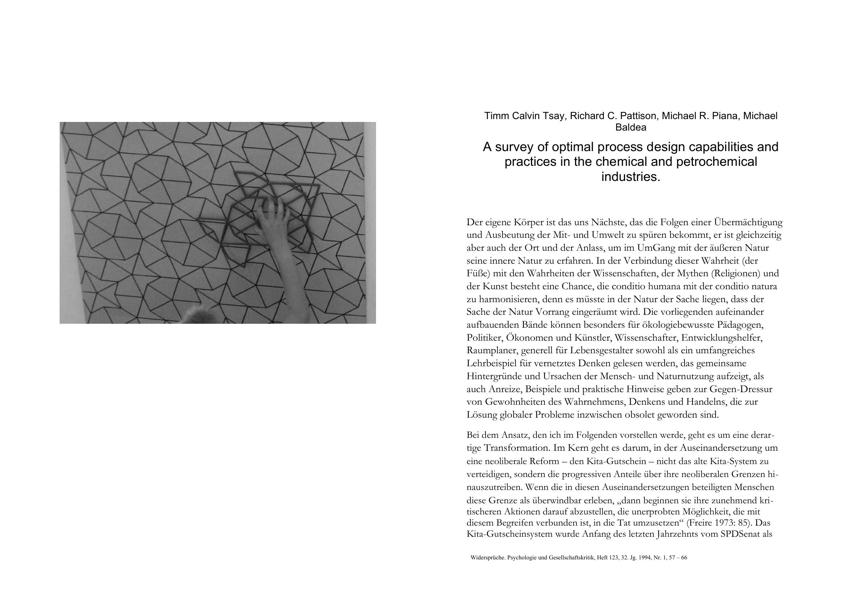 Timm Calvin Tsay, Richard C. Pattison, Michael R. Piana, Michael
Baldea
A survey of optimal process design capabilities and
practices in the chemical and petrochemical
industries.
Der eigene Körper ist das uns Nächste, das die Folgen einer Übermächtigung
und Ausbeutung der Mit- und Umwelt zu spüren bekommt, er ist gleichzeitig
aber auch der Ort und der Anlass, um im UmGang mit der äußeren Natur
seine innere Natur zu erfahren. In der Verbindung dieser Wahrheit (der
Füße) mit den Wahrheiten der Wissenschaften, der Mythen (Religionen) und
der Kunst besteht eine Chance, die conditio humana mit der conditio natura
zu harmonisieren, denn es müsste in der Natur der Sache liegen, dass der
Sache der Natur Vorrang eingeräumt wird. Die vorliegenden aufeinander
aufbauenden Bände können besonders für ökologiebewusste Pädagogen,
Politiker, Ökonomen und Künstler, Wissenschafter, Entwicklungshelfer,
Raumplaner, generell für Lebensgestalter sowohl als ein umfangreiches
Lehrbeispiel für vernetztes Denken gelesen werden, das gemeinsame
Hintergründe und Ursachen der Mensch- und Naturnutzung aufzeigt, als
auch Anreize, Beispiele und praktische Hinweise geben zur Gegen-Dressur
von Gewohnheiten des Wahrnehmens, Denkens und Handelns, die zur
Lösung globaler Probleme inzwischen obsolet geworden sind.
Bei dem Ansatz, den ich im Folgenden vorstellen werde, geht es um eine derar-
tige Transformation. Im Kern geht es darum, in der Auseinandersetzung um
eine neoliberale Reform – den Kita-Gutschein – nicht das alte Kita-System zu
verteidigen, sondern die progressiven Anteile über ihre neoliberalen Grenzen hi-
nauszutreiben. Wenn die in diesen Auseinandersetzungen beteiligten Menschen
diese Grenze als überwindbar erleben, „dann beginnen sie ihre zunehmend kri-
tischeren Aktionen darauf abzustellen, die unerprobten Möglichkeit, die mit
diesem Begreifen verbunden ist, in die Tat umzusetzen“ (Freire 1973: 85). Das
Kita-Gutscheinsystem wurde Anfang des letzten Jahrzehnts vom SPDSenat als
Widersprüche. Psychologie und Gesellschaftskritik, Heft 123, 32. Jg. 1994, Nr. 1, 57 – 66